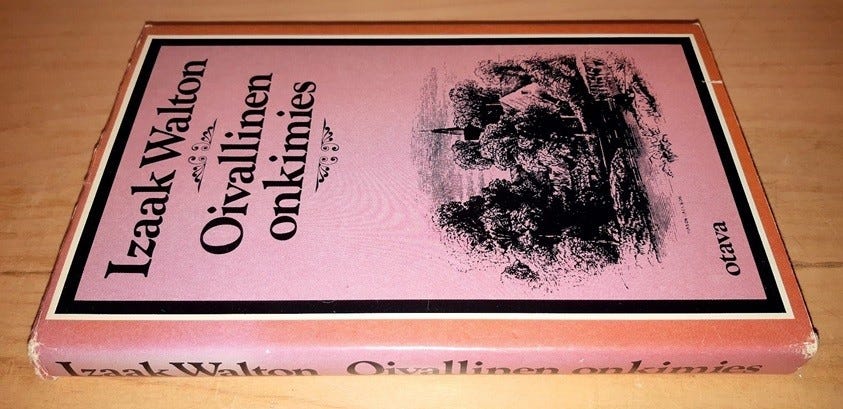 Izaak Walton
Oivallinen
onkimies
otava
Izaak Walton Oivallinen onkimies